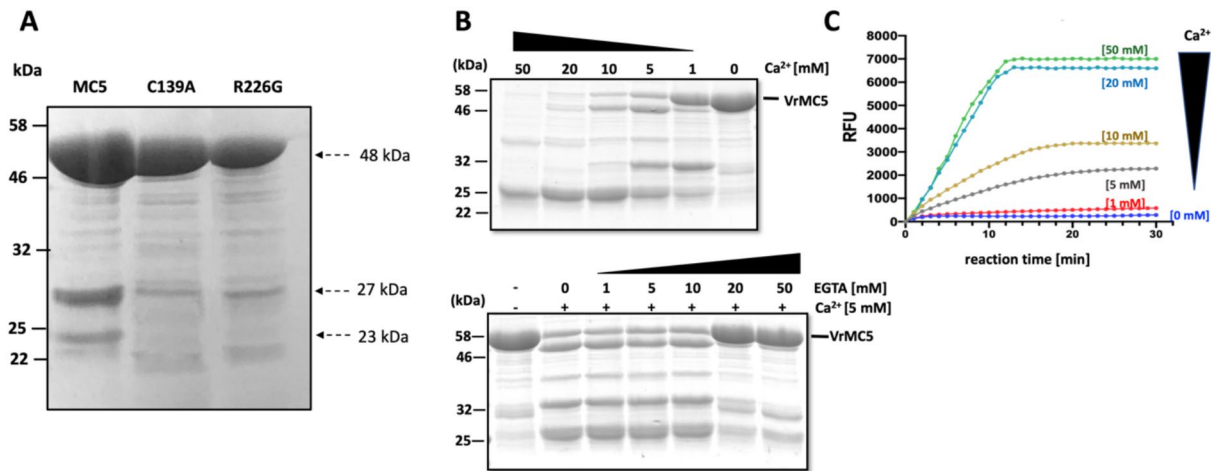 A
kDa
MC5 C139A R226G
58
46
32
25
22
48 kDa
27 kDa
23 kDa
B
(kDa)
50 20 10 5 1 0 Ca²⁺ [mM]
58
46
32
25
22
VrMC5
- 0 1 5 10 20 50 EGTA [mM]
(kDa) - + + + + + + Ca²⁺ [5 mM]
58
46
32
25
VrMC5
C
8000
7000
6000
5000
4000
3000
2000
1000
0
RFU
0 10 20 30
reaction time [min]
[50 mM]
[20 mM]
[10 mM]
[5 mM]
[1 mM]
[0 mM]
Ca²⁺